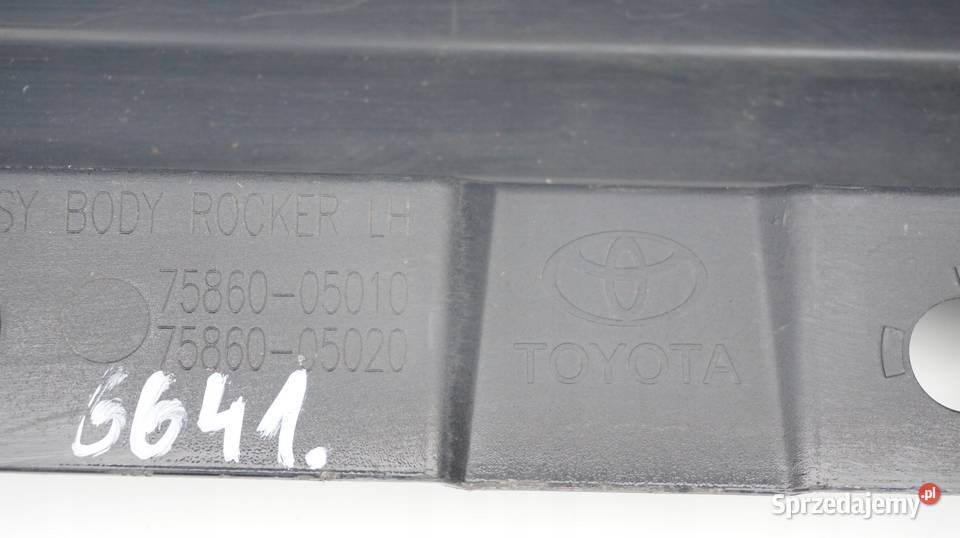 SY BODY ROCKER LH
75860-05010
75860-05020
TOYOTA
6641.
Sprzedajemy.pl